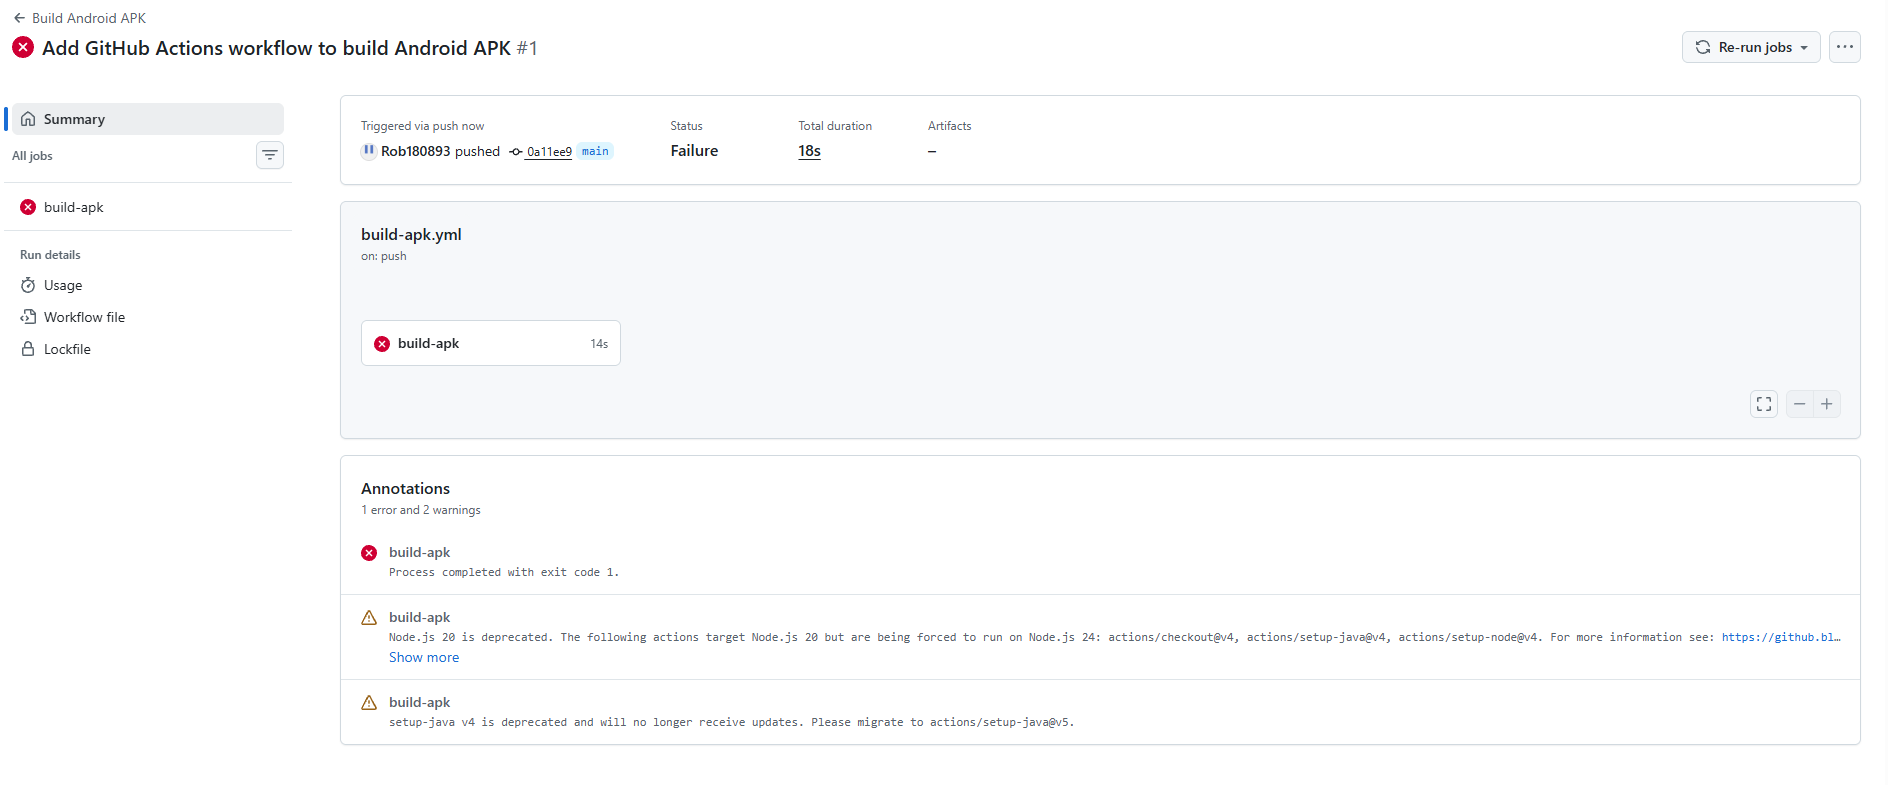 Build Android APK
Add GitHub Actions workflow to build Android APK #1
Re-run jobs
Summary
All jobs
build-apk
Run details
Usage
Workflow file
Lockfile
Triggered via push now
Rob180893 pushed 0a11ee9 main
Status
Failure
Total duration
18s
Artifacts
–
build-apk.yml
on: push
build-apk 14s
Annotations
1 error and 2 warnings
build-apk
Process completed with exit code 1.
build-apk
Node.js 20 is deprecated. The following actions target Node.js 20 but are being forced to run on Node.js 24: actions/checkout@v4, actions/setup-java@v4, actions/setup-node@v4. For more information see: https://github.bl…
Show more
build-apk
setup-java v4 is deprecated and will no longer receive updates. Please migrate to actions/setup-java@v5.